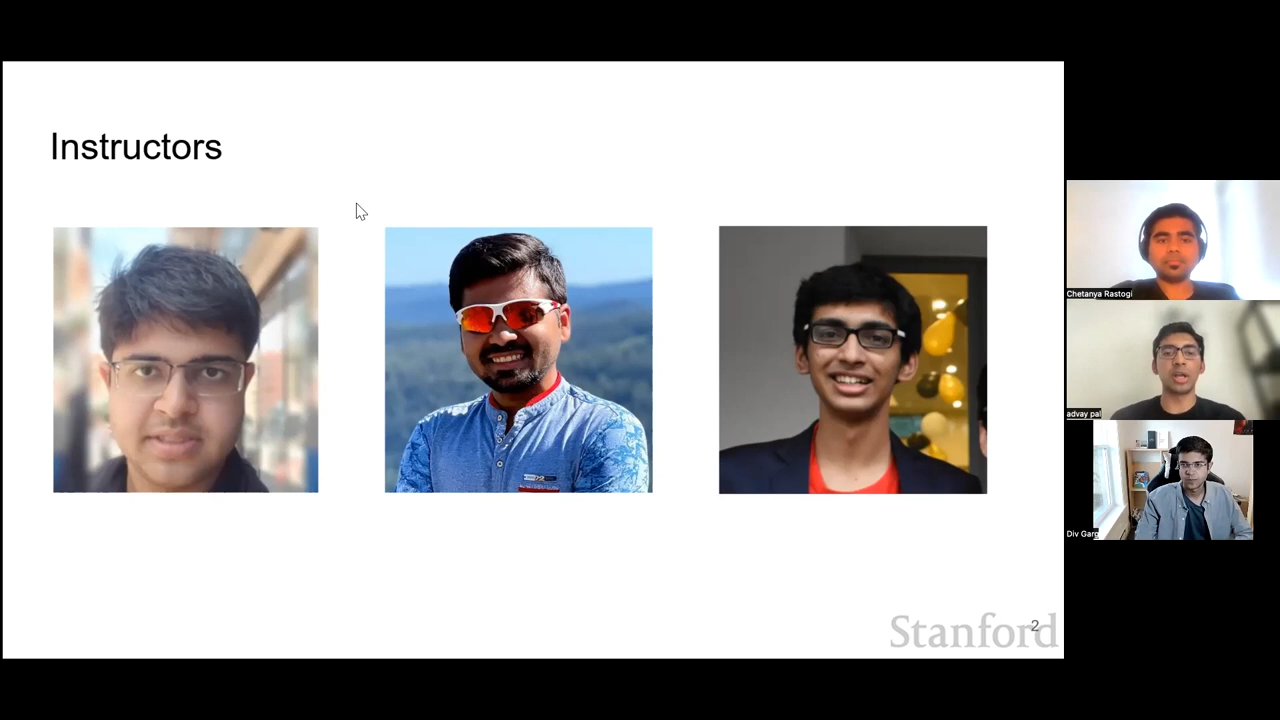 Instructors
Chetanya Rastogi
advay pal
Div Garg
Stanford
2